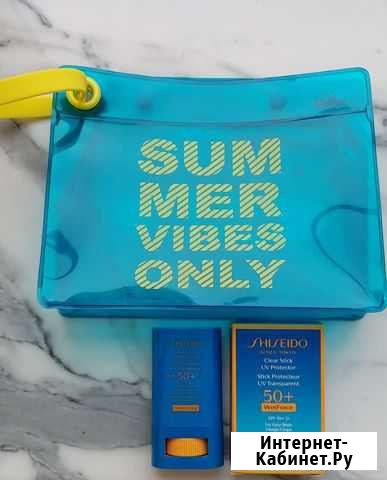 SUM
MER
VIBES
ONLY
SHISEIDO
50+
SHISEIDO
GINZA TOKYO
Clear Stick
UV Protector
Stick Protecteur
UV Transparent
50+
WetForce
Интернет-
Кабинет.Ру